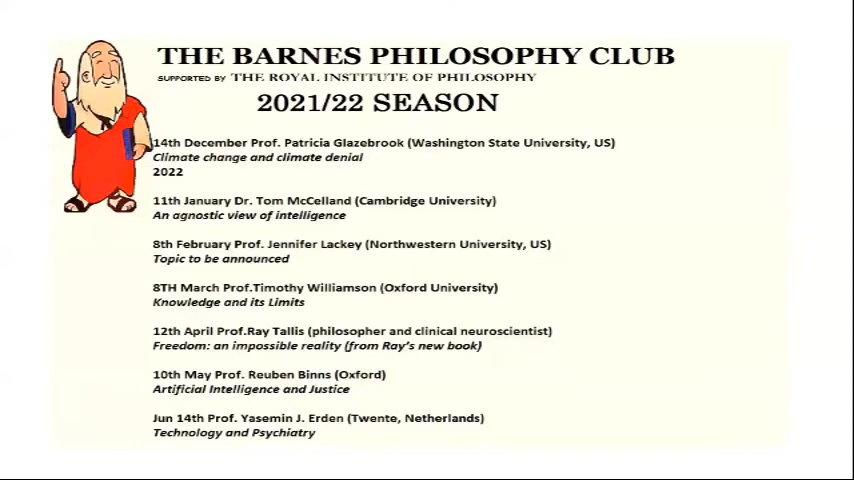 THE BARNES PHILOSOPHY CLUB
SUPPORTED BY THE ROYAL INSTITUTE OF PHILOSOPHY
2021/22 SEASON
14th December Prof. Patricia Glazebrook (Washington State University, US)
Climate change and climate denial
2022
11th January Dr. Tom McCelland (Cambridge University)
An agnostic view of intelligence
8th February Prof. Jennifer Lackey (Northwestern University, US)
Topic to be announced
8TH March Prof.Timothy Williamson (Oxford University)
Knowledge and its Limits
12th April Prof.Ray Tallis (philosopher and clinical neuroscientist)
Freedom: an impossible reality (from Ray's new book)
10th May Prof. Reuben Binns (Oxford)
Artificial Intelligence and Justice
Jun 14th Prof. Yasemin J. Erden (Twente, Netherlands)
Technology and Psychiatry